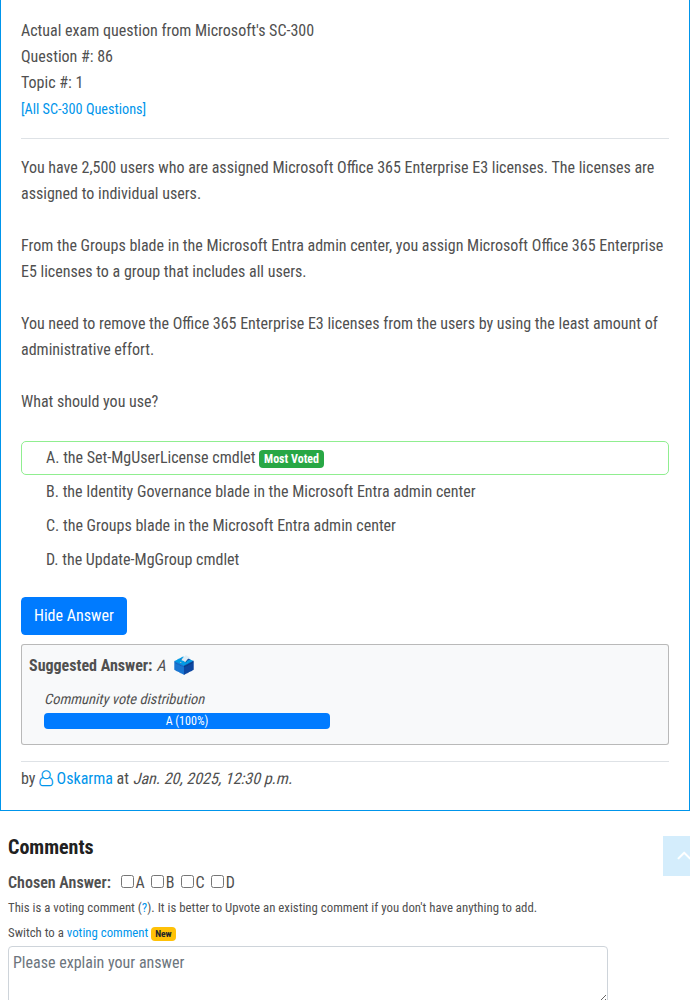 Actual exam question from Microsoft's SC-300
Question #: 86
Topic #: 1
[All SC-300 Questions]
You have 2,500 users who are assigned Microsoft Office 365 Enterprise E3 licenses. The licenses are
assigned to individual users.
From the Groups blade in the Microsoft Entra admin center, you assign Microsoft Office 365 Enterprise
E5 licenses to a group that includes all users.
You need to remove the Office 365 Enterprise E3 licenses from the users by using the least amount of
administrative effort.
What should you use?
A. the Set-MgUserLicense cmdlet Most Voted
B. the Identity Governance blade in the Microsoft Entra admin center
C. the Groups blade in the Microsoft Entra admin center
D. the Update-MgGroup cmdlet
Hide Answer
Suggested Answer: A
Community vote distribution
A (100%)
by Oskarma at Jan. 20, 2025, 12:30 p.m.
Comments
Chosen Answer: A B C D
This is a voting comment (?). It is better to Upvote an existing comment if you don't have anything to add.
Switch to a voting comment New
Please explain your answer